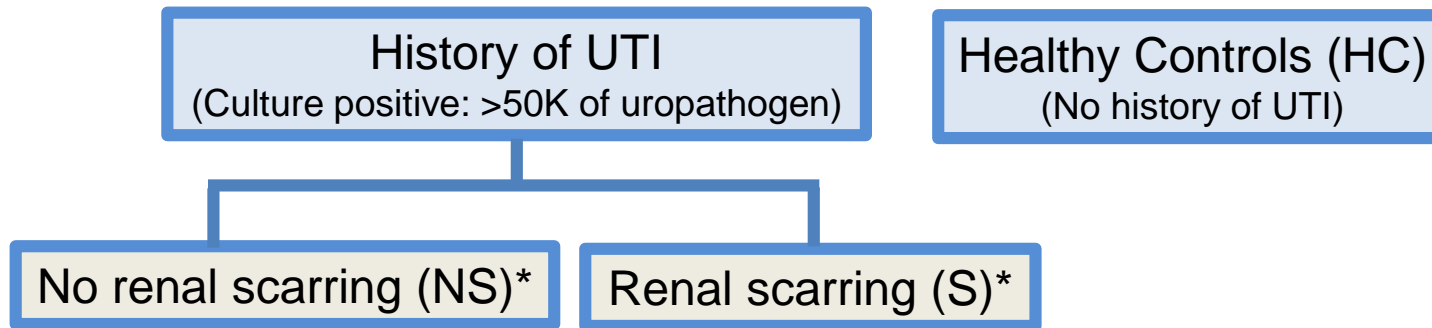 History of UTI
(Culture positive: >50K of uropathogen)
Healthy Controls (HC)
(No history of UTI)
No renal scarring (NS)*
Renal scarring (S)*